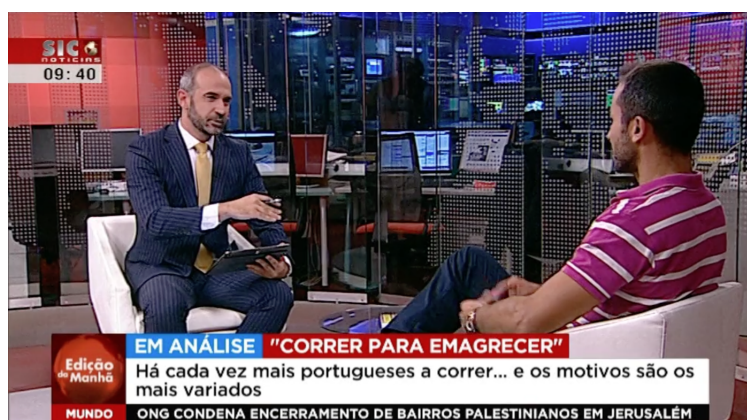 SIC
NOTÍCIAS
09:40
EM ANÁLISE "CORRER PARA EMAGRECER"
Edição da Manhã
Há cada vez mais portugueses a correr... e os motivos são os
mais variados
MUNDO ONG CONDENA ENCERRAMENTO DE BAIRROS PALESTINIANOS EM JERUSALÉM